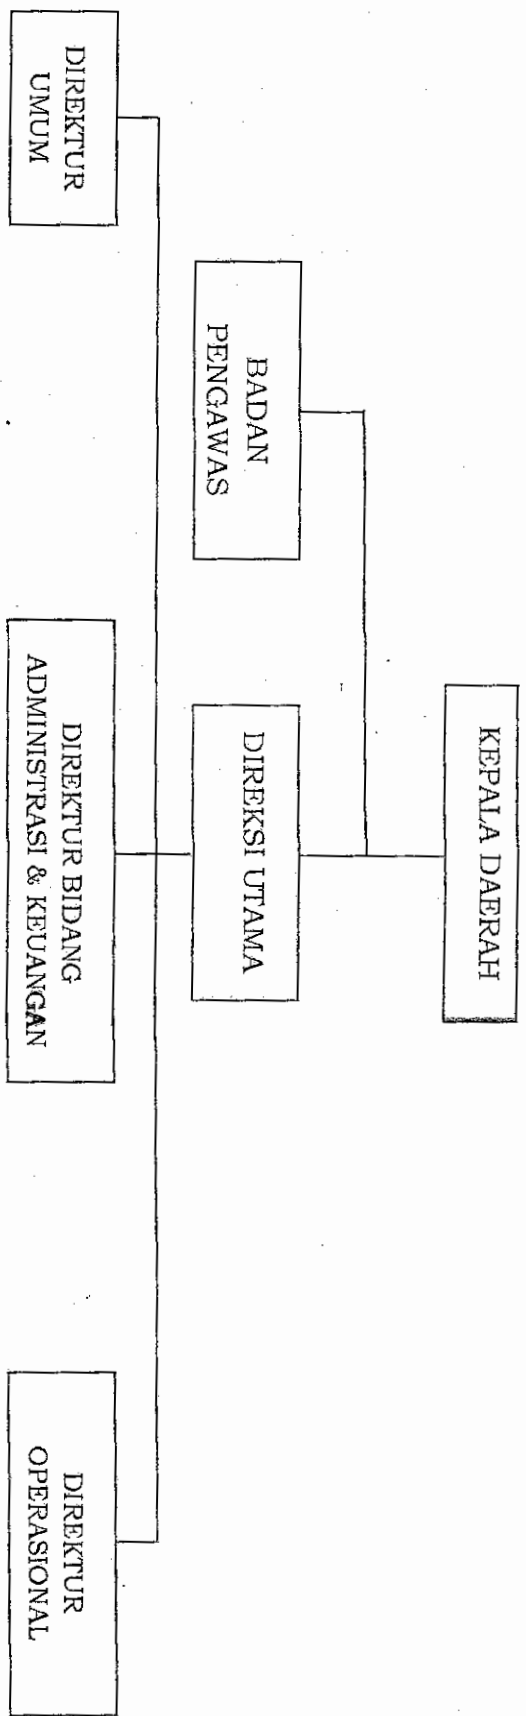 KEPALA DAERAH
BADAN
PENGAWAS
DIREKSI UTAMA
DIREKTUR
UMUM
DIREKTUR BIDANG
ADMINISTRASI & KEUANGAN
DIREKTUR
OPERASIONAL